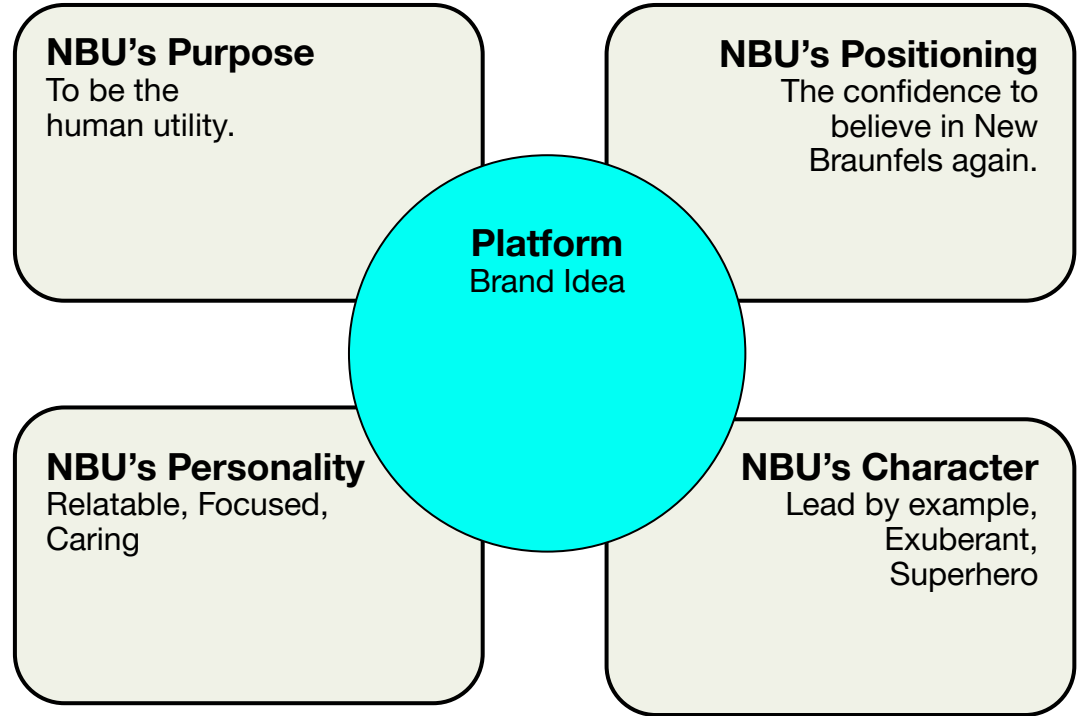 NBU’s Purpose
To be the
human utility.
NBU’s Positioning
The confidence to
believe in New
Braunfels again.
Platform
Brand Idea
NBU’s Personality
Relatable, Focused,
Caring
NBU’s Character
Lead by example,
Exuberant,
Superhero